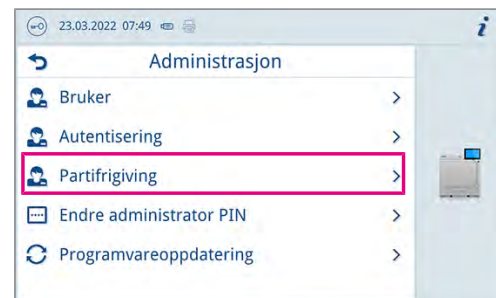 23.03.2022 07:49
Administrasjon
Bruker
Autentisering
Partifrigiving
Endre administrator PIN
Programvareoppdatering